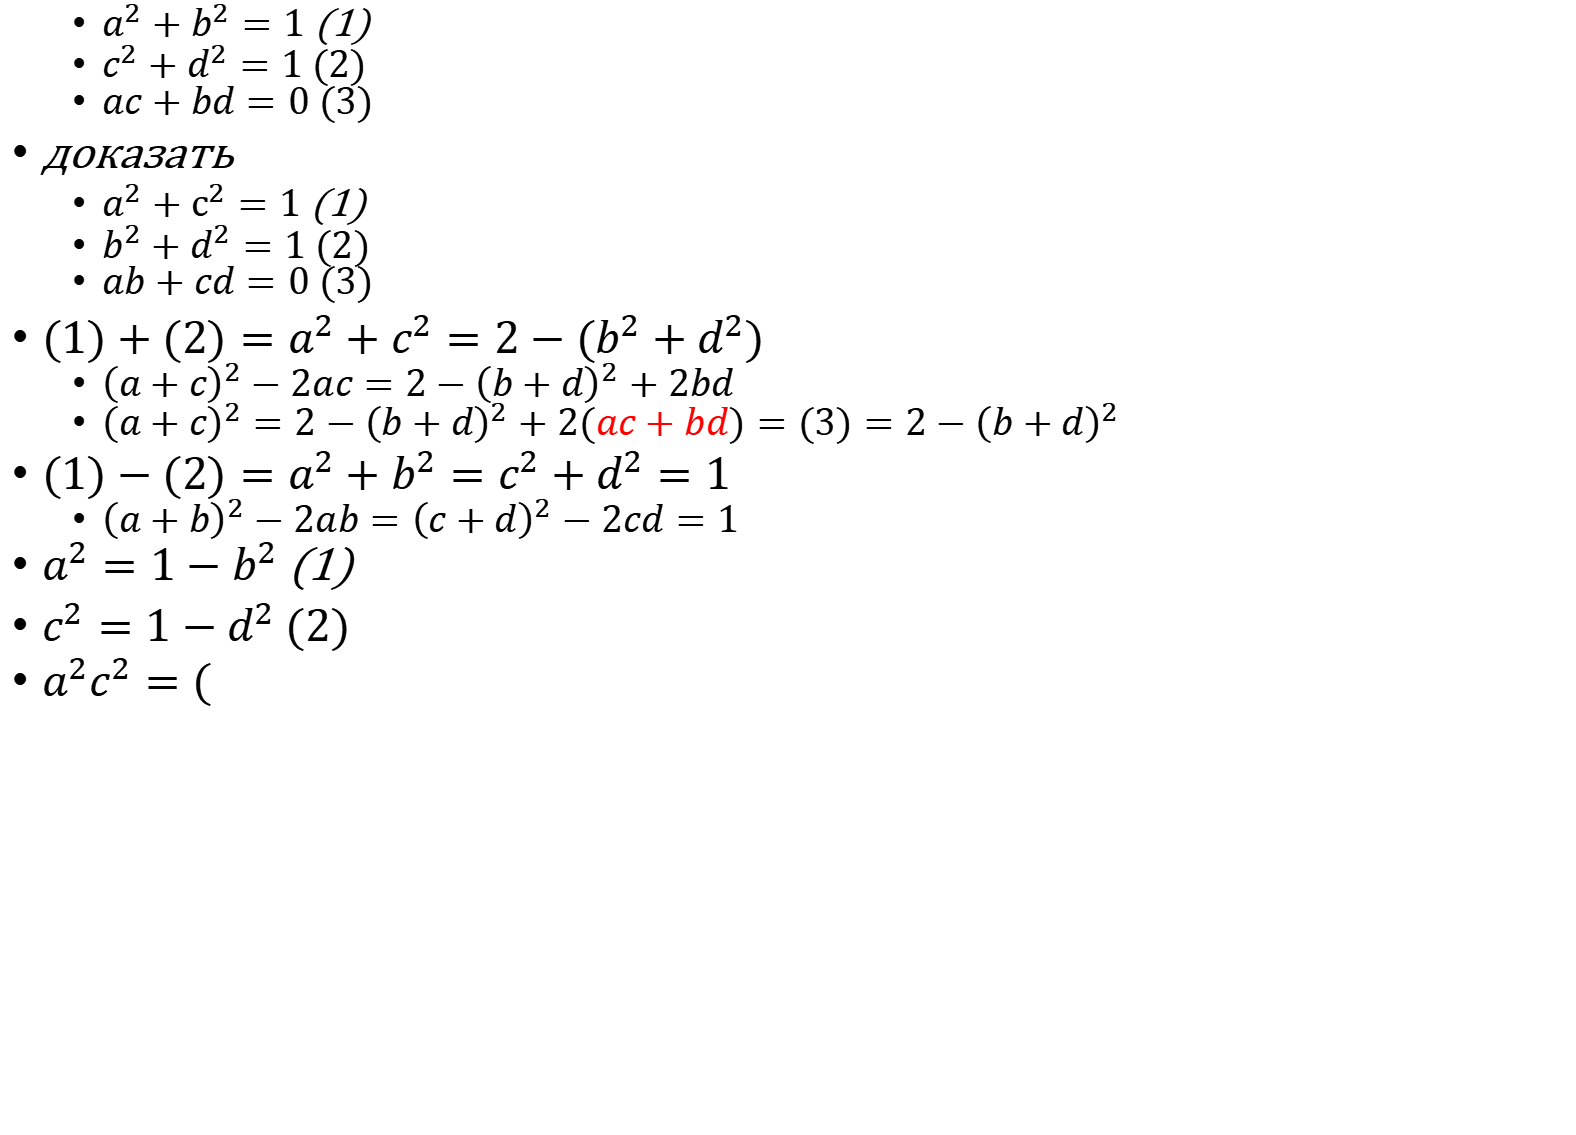 • a² + b² = 1 (1)
• c² + d² = 1 (2)
• ac + bd = 0 (3)
• доказать
• a² + c² = 1 (1)
• b² + d² = 1 (2)
• ab + cd = 0 (3)
• (1) + (2) = a² + c² = 2 − (b² + d²)
• (a + c)² − 2ac = 2 − (b + d)² + 2bd
• (a + c)² = 2 − (b + d)² + 2(ac + bd) = (3) = 2 − (b + d)²
• (1) − (2) = a² + b² = c² + d² = 1
• (a + b)² − 2ab = (c + d)² − 2cd = 1
• a² = 1 − b² (1)
• c² = 1 − d² (2)
• a²c² = (